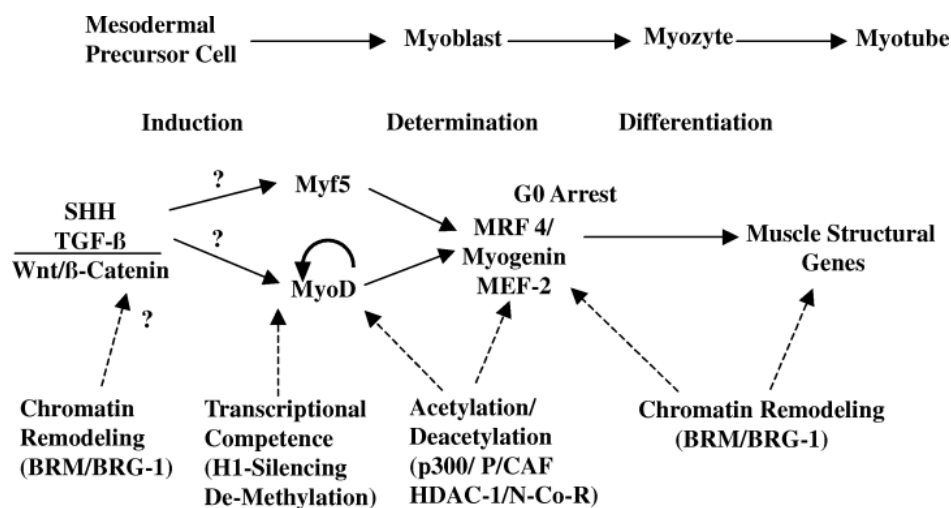 Mesodermal
Precursor Cell
Myoblast
Myozyte
Myotube
Induction
Determination
Differentiation
?
Myf5
G0 Arrest
SHH
TGF-ß
Wnt/ß-Catenin
?
MyoD
MRF 4/
Myogenin
MEF-2
Muscle Structural
Genes
?
Chromatin
Remodeling
(BRM/BRG-1)
Transcriptional
Competence
(H1-Silencing
De-Methylation)
Acetylation/
Deacetylation
(p300/ P/CAF
HDAC-1/N-Co-R)
Chromatin Remodeling
(BRM/BRG-1)